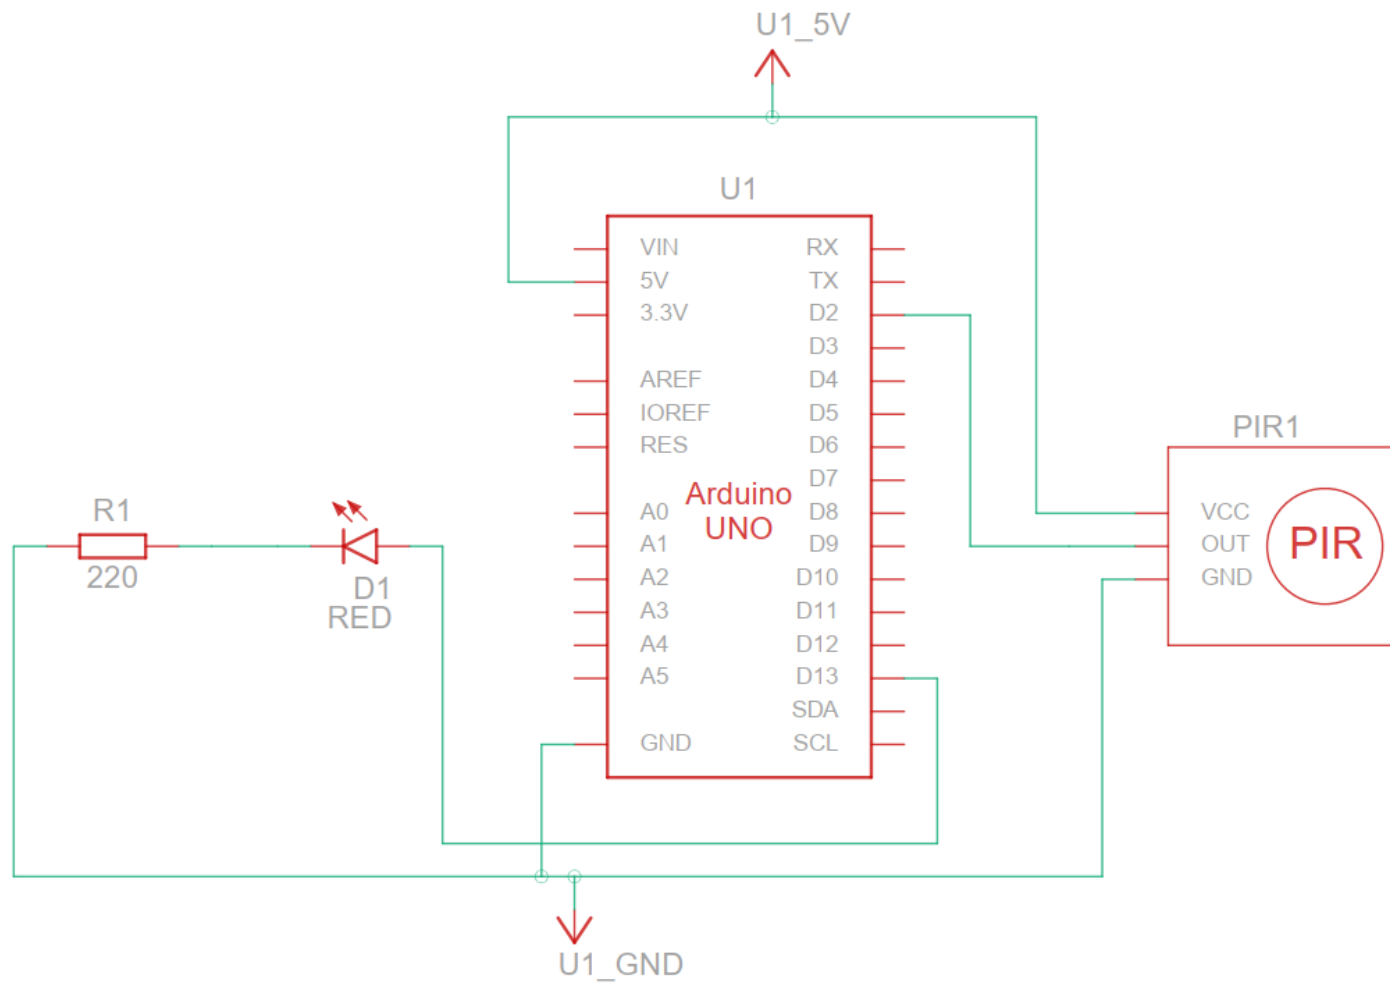 U1_5V
U1
VIN
5V
3.3V
AREF
IOREF
RES
A0
A1
A2
A3
A4
A5
GND
Arduino
UNO
RX
TX
D2
D3
D4
D5
D6
D7
D8
D9
D10
D11
D12
D13
SDA
SCL
R1
220
D1
RED
PIR1
VCC
OUT
GND
PIR
U1_GND